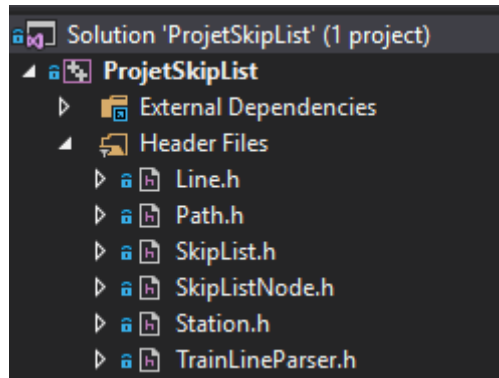 Solution 'ProjetSkipList' (1 project)
ProjetSkipList
External Dependencies
Header Files
Line.h
Path.h
SkipList.h
SkipListNode.h
Station.h
TrainLineParser.h